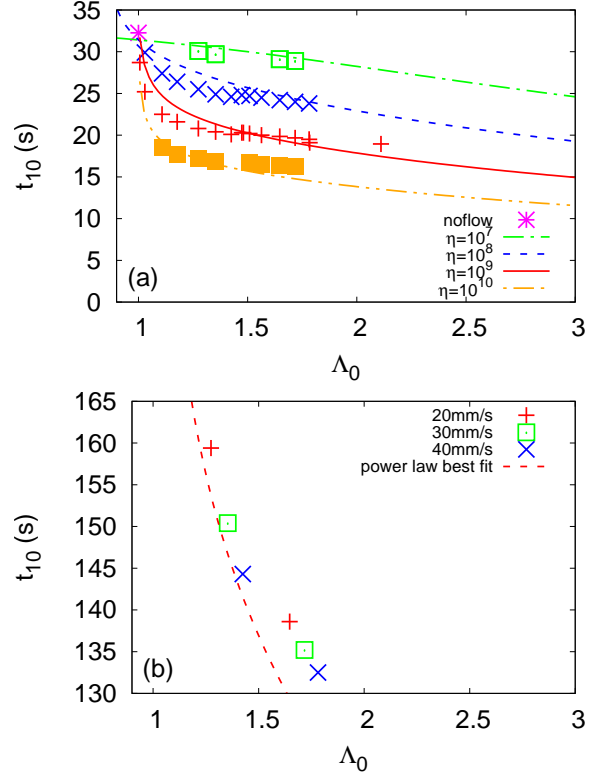 35
30
25
20
15
10
5
0
t10 (s)
(a)
noflow
η=10^7
η=10^8
η=10^9
η=10^10
1
1.5
2
2.5
3
Λ0
165
160
155
150
145
140
135
130
t10 (s)
(b)
20mm/s
30mm/s
40mm/s
power law best fit
1
1.5
2
2.5
3
Λ0